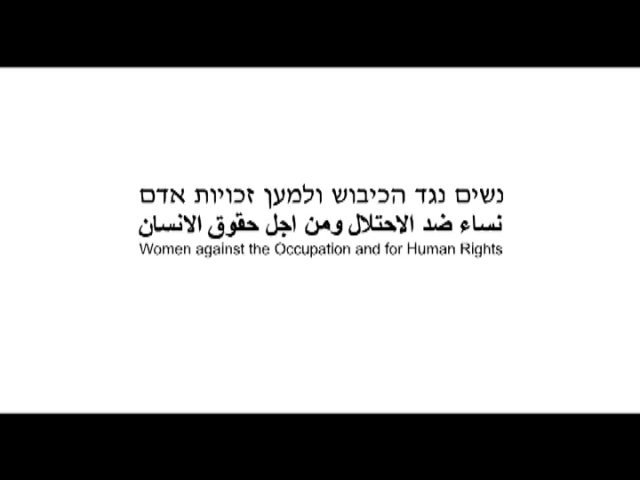 נשים נגד הכיבוש ולמען זכויות אדם
نساء ضد الاحتلال ومن اجل حقوق الانسان
Women against the Occupation and for Human Rights